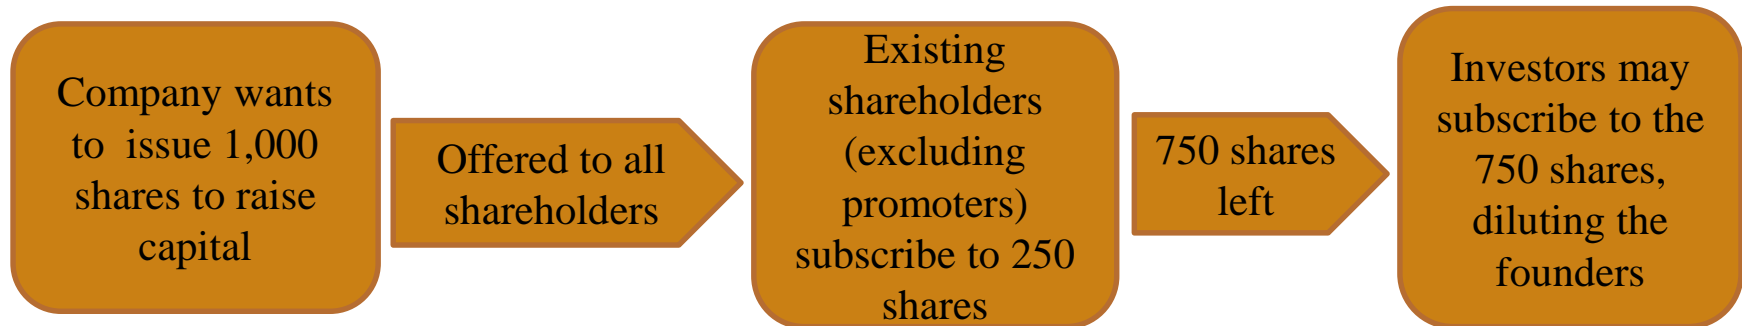 Company wants
to issue 1,000
shares to raise
capital
Offered to all
shareholders
Existing
shareholders
(excluding
promoters)
subscribe to 250
shares
750 shares
left
Investors may
subscribe to the
750 shares,
diluting the
founders